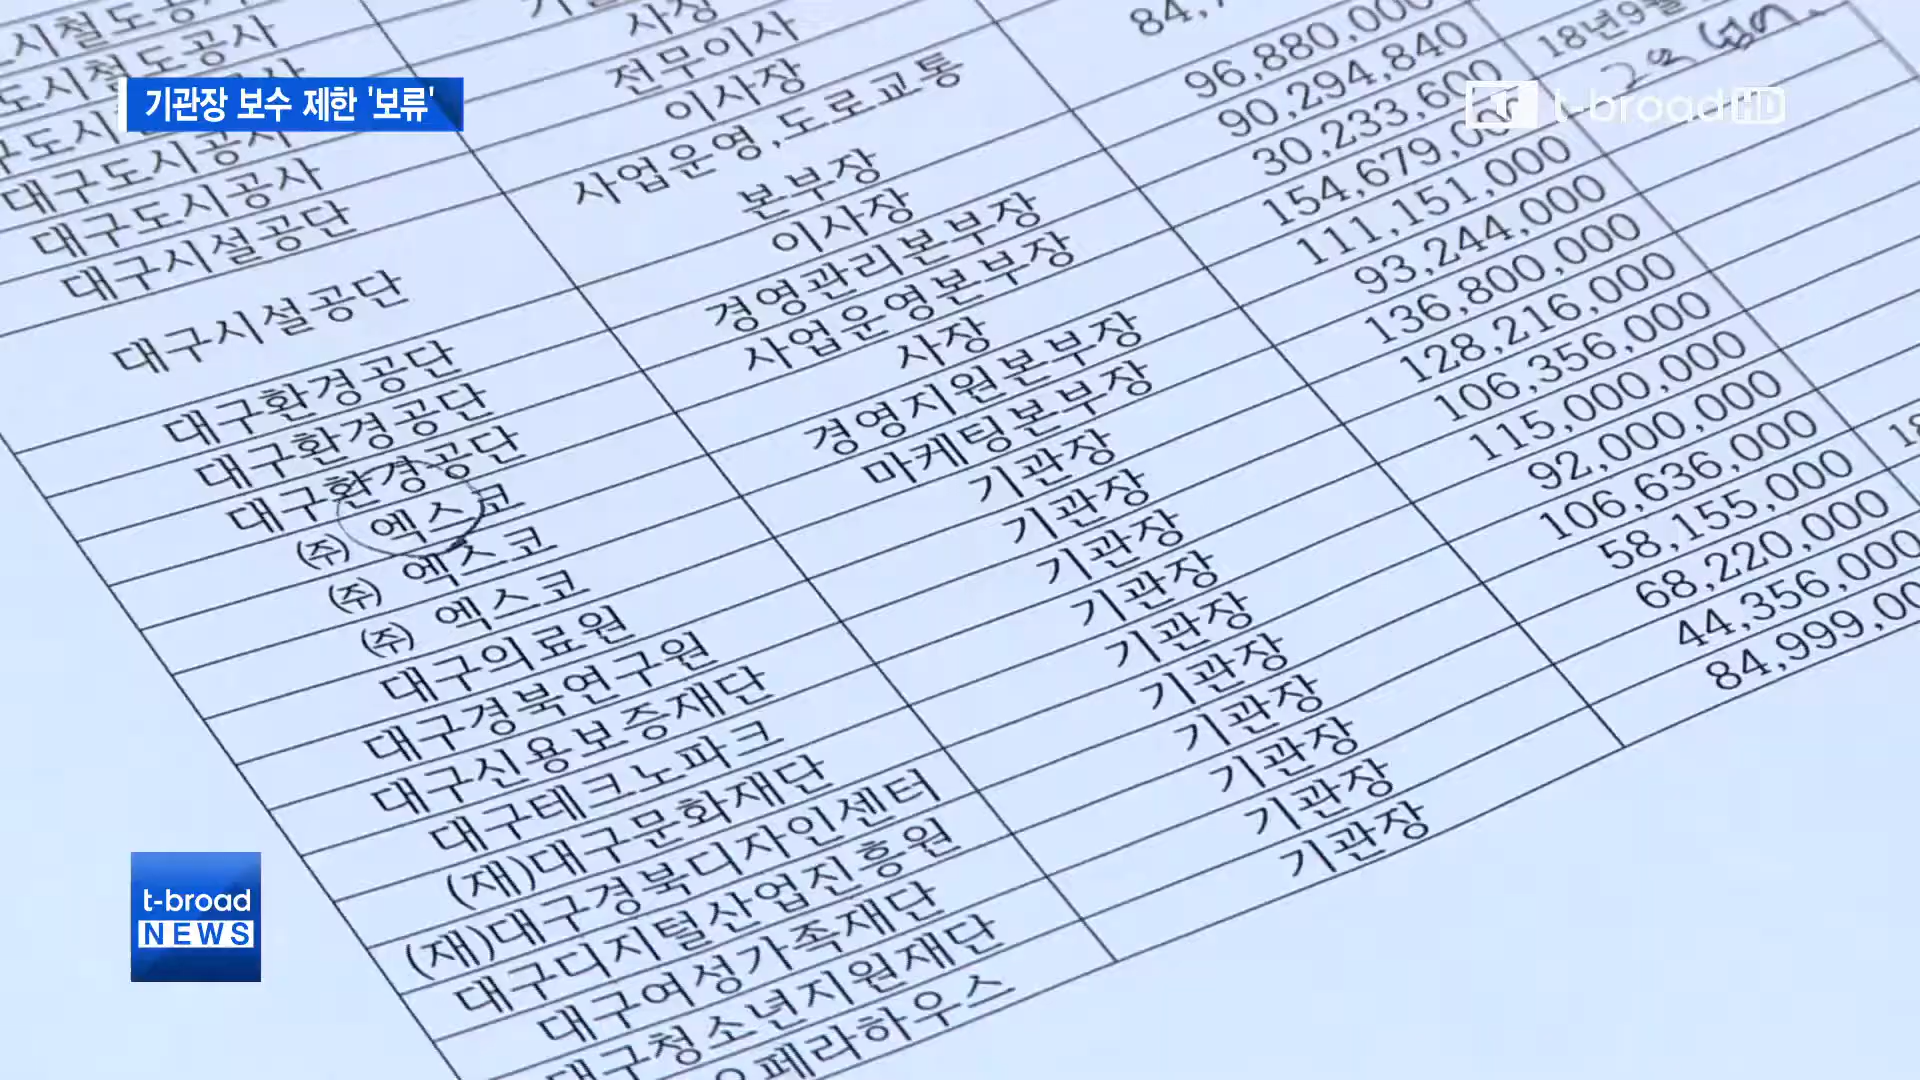 기관장 보수 제한 '보류'
t-broad HD
도시철도공사
대구도시공사
대구도시공사
대구시설공단
대구시설공단
대구환경공단
대구환경공단
대구환경공단
㈜ 엑스코
㈜ 엑스코
㈜ 엑스코
대구의료원
대구경북연구원
대구신용보증재단
대구테크노파크
(재)대구문화재단
(재)대구경북디자인센터
대구디지털산업진흥원
대구여성가족재단
대구청소년지원재단
오페라하우스
사장
전무이사
이사장
사업운영,도로교통
본부장
이사장
경영관리본부장
사업운영본부장
사장
경영지원본부장
마케팅본부장
기관장
기관장
기관장
기관장
기관장
기관장
기관장
기관장
기관장
기관장
96,880,000
90,294,840
30,233,600
154,679,00
111,151,000
93,244,000
136,800,000
128,216,000
106,356,000
115,000,000
92,000,000
106,636,000
58,155,000
68,220,000
44,356,000
84,999,00
18년9월
t-broad
NEWS